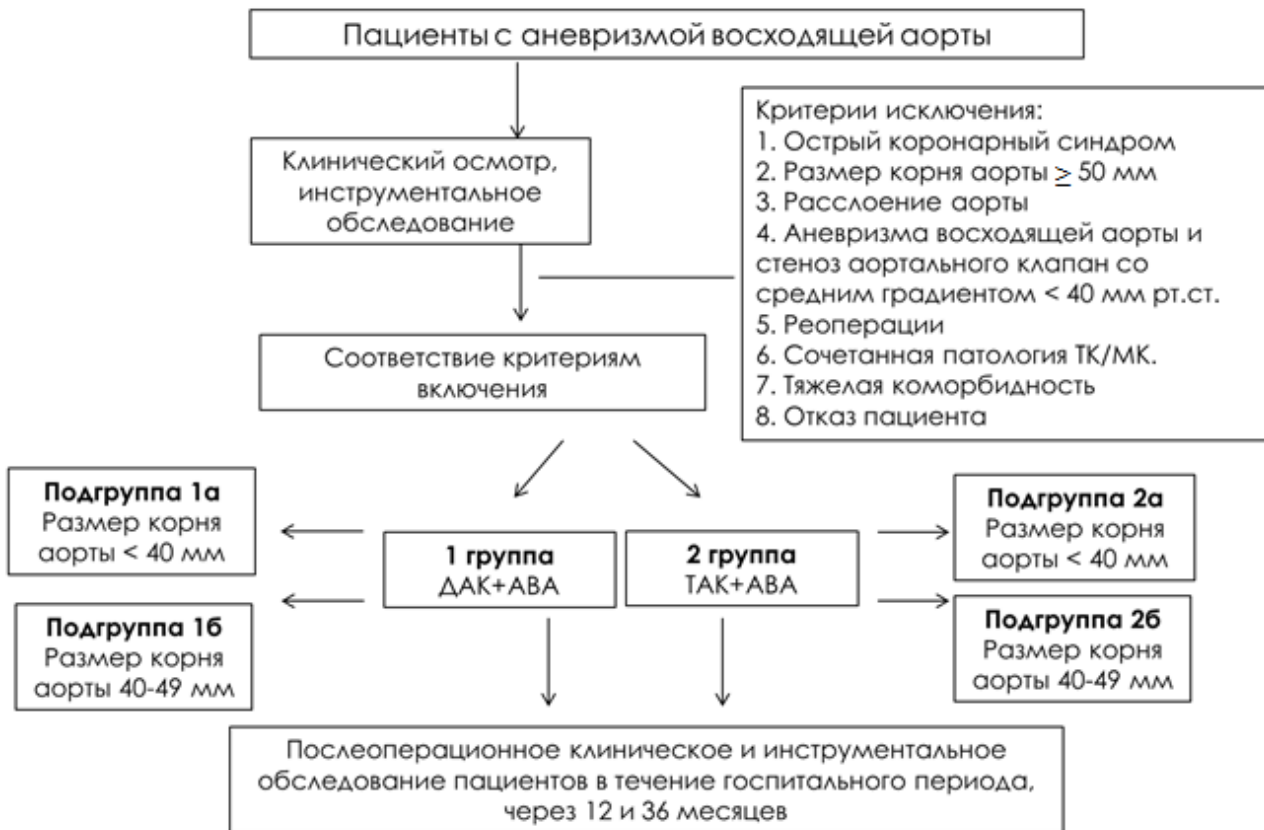 Пациенты с аневризмой восходящей аорты
Клинический осмотр,
инструментальное
обследование
Критерии исключения:
1. Острый коронарный синдром
2. Размер корня аорты ≥ 50 мм
3. Расслоение аорты
4. Аневризма восходящей аорты и
стеноз аортального клапан со
средним градиентом < 40 мм рт.ст.
5. Реоперации
6. Сочетанная патология ТК/МК.
7. Тяжелая коморбидность
8. Отказ пациента
Соответствие критериям
включения
Подгруппа 1а
Размер корня
аорты < 40 мм
1 группа
ДАК+АВА
2 группа
ТАК+АВА
Подгруппа 2а
Размер корня
аорты < 40 мм
Подгруппа 1б
Размер корня
аорты 40-49 мм
Подгруппа 2б
Размер корня
аорты 40-49 мм
Послеоперационное клиническое и инструментальное
обследование пациентов в течение госпитального периода,
через 12 и 36 месяцев